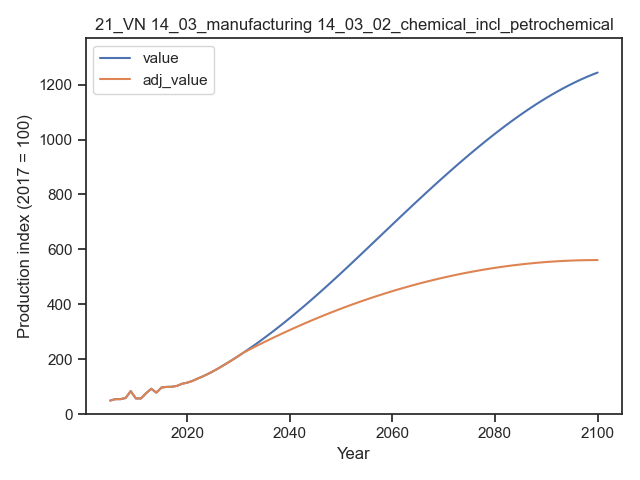 21_VN 14_03_manufacturing 14_03_02_chemical_incl_petrochemical
value
adj_value
Production index (2017 = 100)
1200
1000
800
600
400
200
0
2020 2040 2060 2080 2100
Year